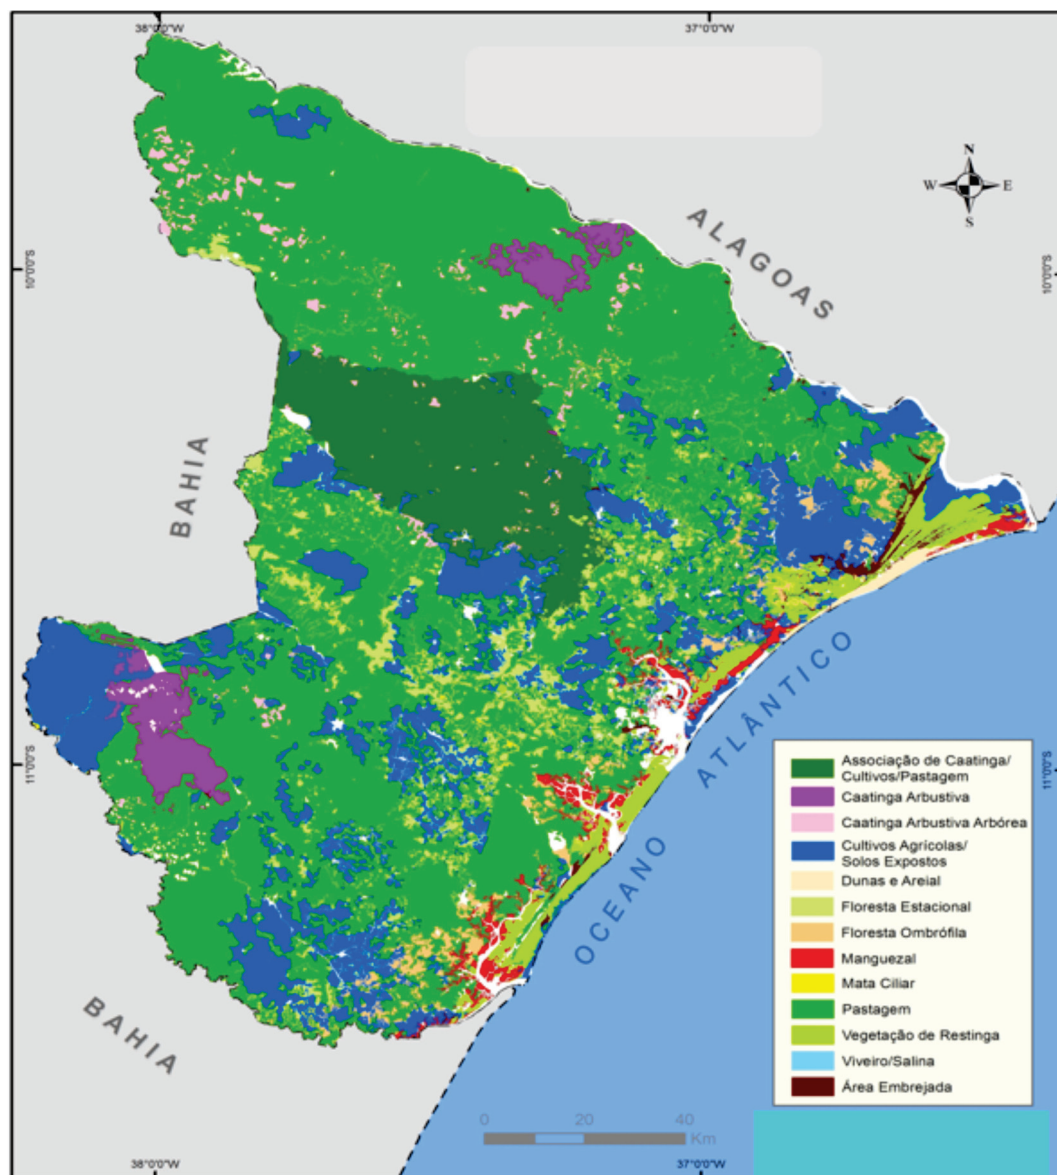 38°0'0"W
37°0'0"W
N
W
E
S
ALAGOAS
10°0'0"S
10°0'0"S
BAHIA
OCEANO ATLÂNTICO
11°0'0"S
11°0'0"S
Associação de Caatinga/
Cultivos/Pastagem
Caatinga Arbustiva
Caatinga Arbustiva Arbórea
Cultivos Agrícolas/
Solos Expostos
Dunas e Areial
Floresta Estacional
Floresta Ombrófila
Manguezal
Mata Ciliar
Pastagem
Vegetação de Restinga
Viveiro/Salina
Área Embrejada
BAHIA
0 20 40
Km
38°0'0"W
37°0'0"W